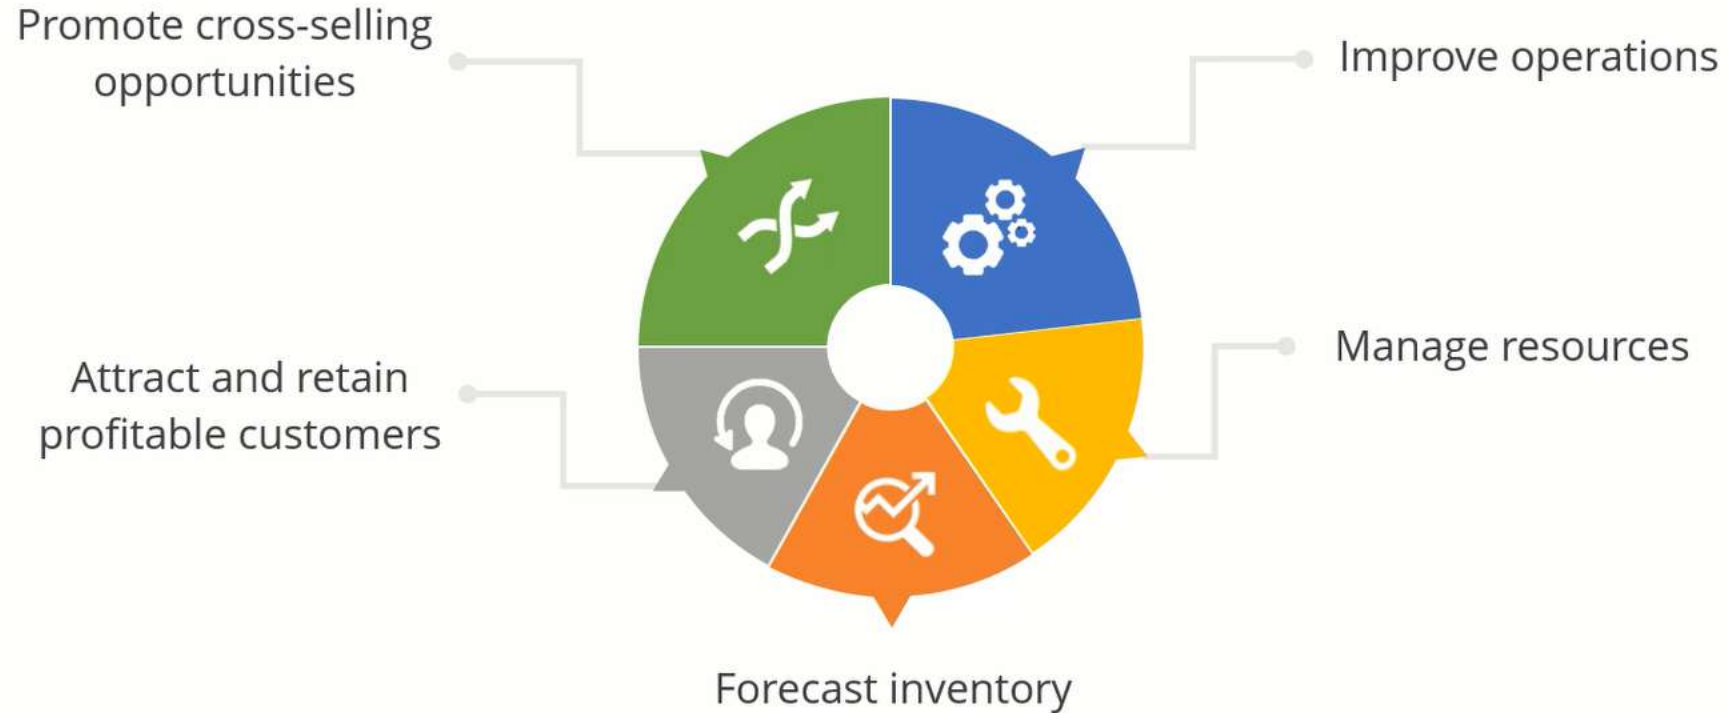 Promote cross-selling
opportunities
Improve operations
Attract and retain
profitable customers
Manage resources
Forecast inventory